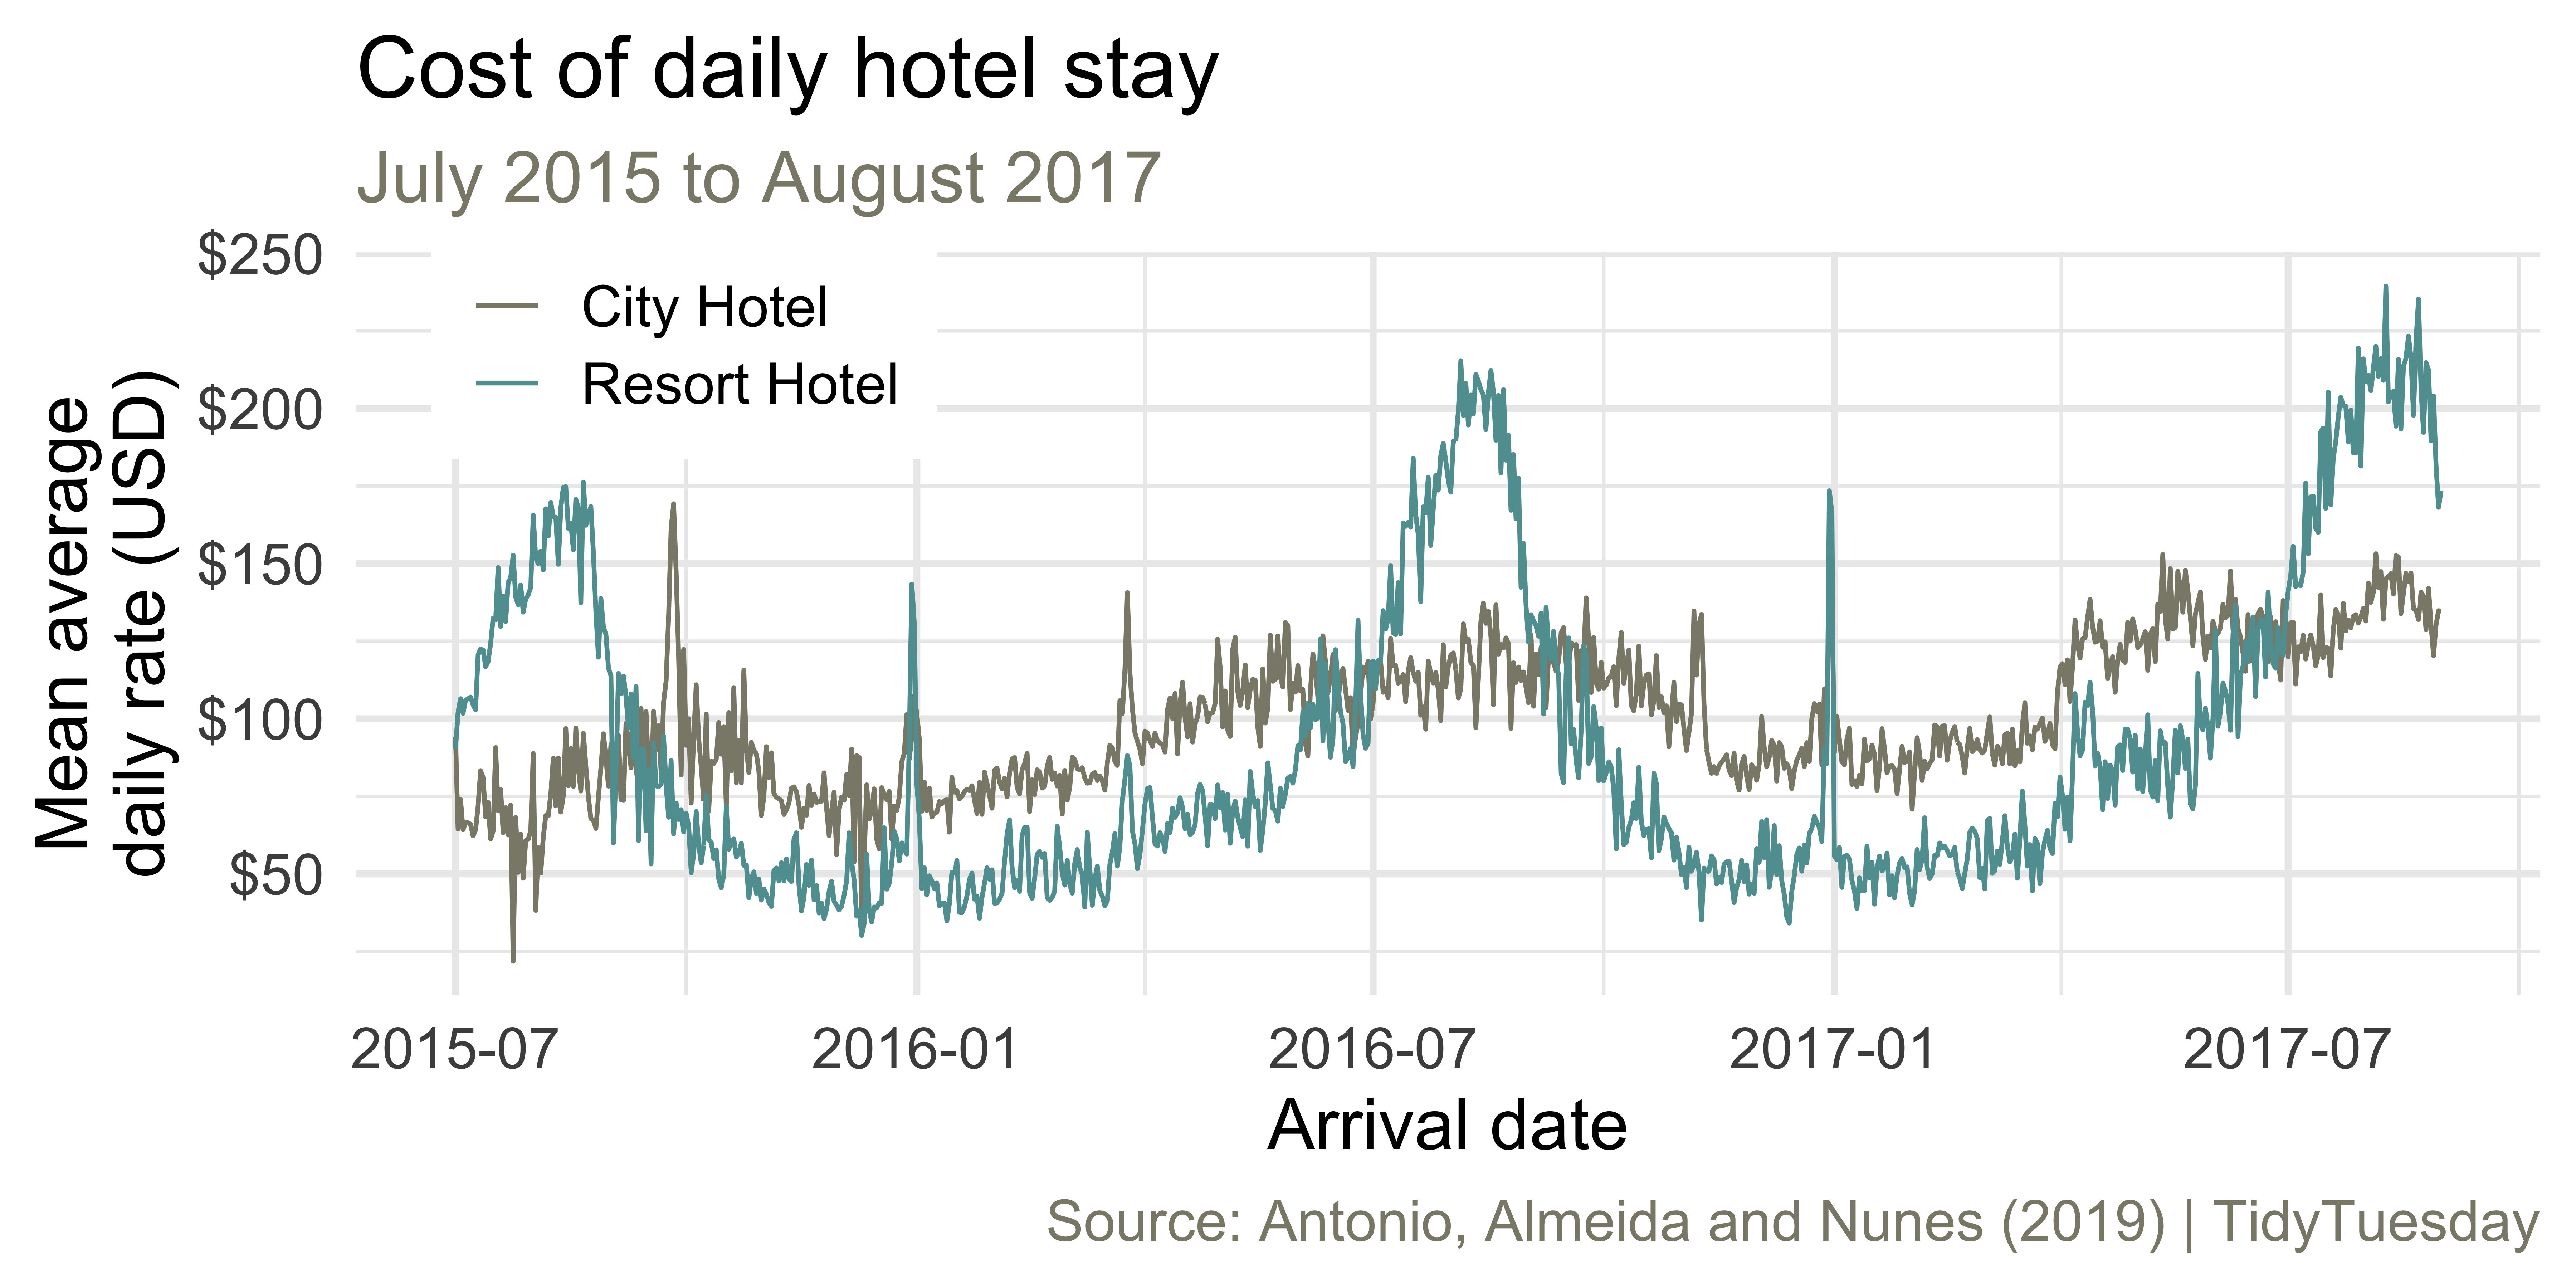 Cost of daily hotel stay
July 2015 to August 2017
City Hotel
Resort Hotel
Mean average
daily rate (USD)
$250
$200
$150
$100
$50
2015-07
2016-01
2016-07
2017-01
2017-07
Arrival date
Source: Antonio, Almeida and Nunes (2019) | TidyTuesday